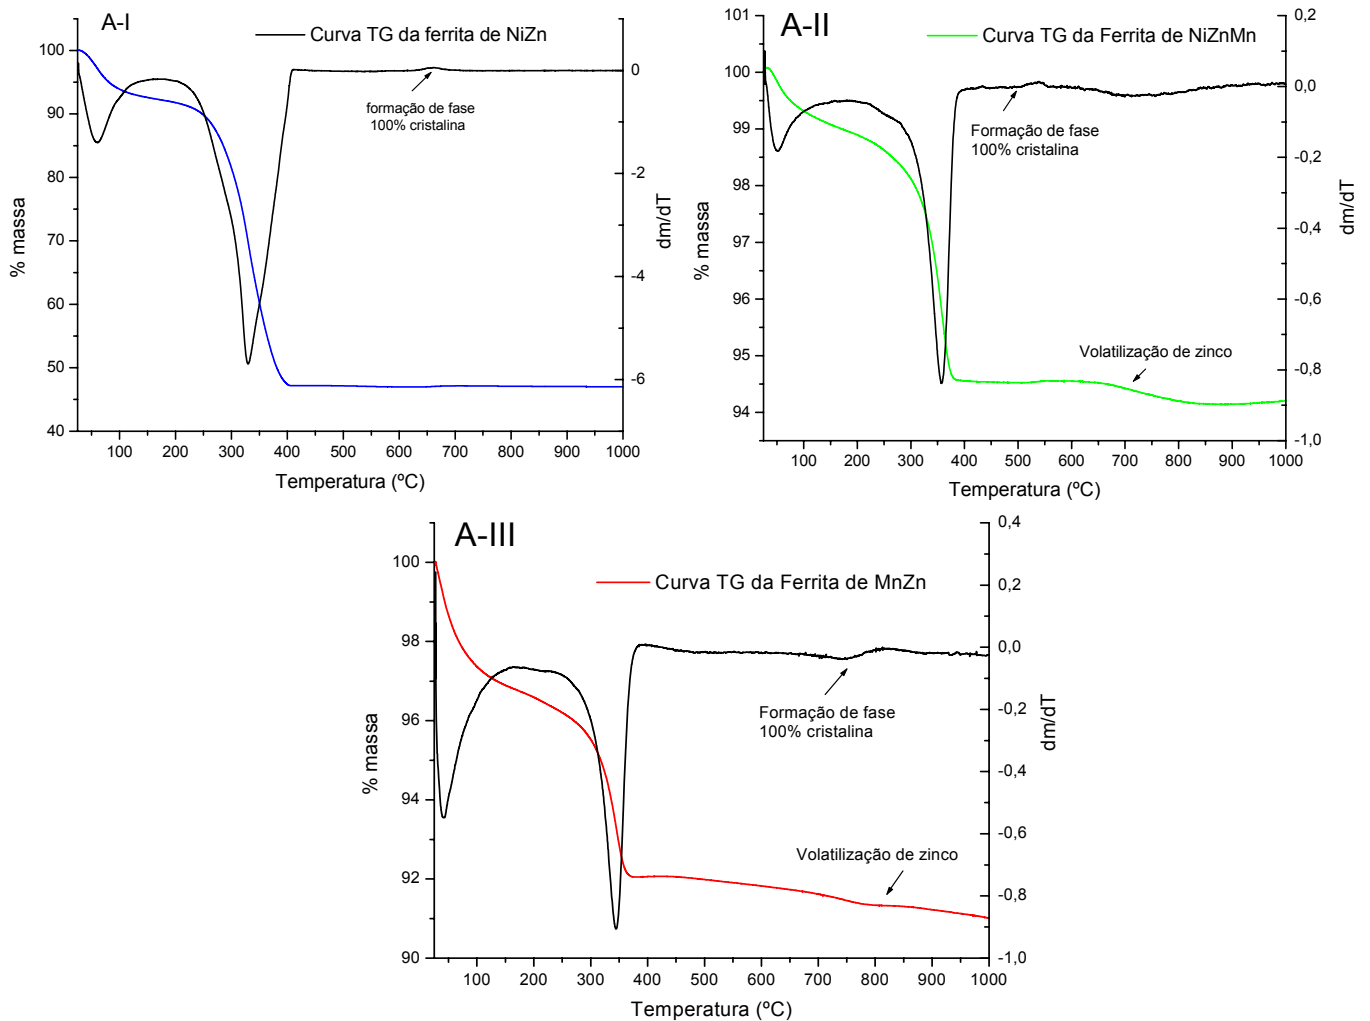 A-I
Curva TG da ferrita de NiZn
formação de fase
100% cristalina
% massa
dm/dT
100
90
80
70
60
50
40
0
-2
-4
-6
100 200 300 400 500 600 700 800 900 1000
Temperatura (ºC)
A-II
Curva TG da Ferrita de NiZnMn
Formação de fase
100% cristalina
Volatilização de zinco
% massa
dm/dT
101
100
99
98
97
96
95
94
0,2
0,0
-0,2
-0,4
-0,6
-0,8
-1,0
100 200 300 400 500 600 700 800 900 1000
Temperatura (ºC)
A-III
Curva TG da Ferrita de MnZn
Formação de fase
100% cristalina
Volatilização de zinco
% massa
dm/dT
100
98
96
94
92
90
0,4
0,2
0,0
-0,2
-0,4
-0,6
-0,8
-1,0
100 200 300 400 500 600 700 800 900 1000
Temperatura (ºC)